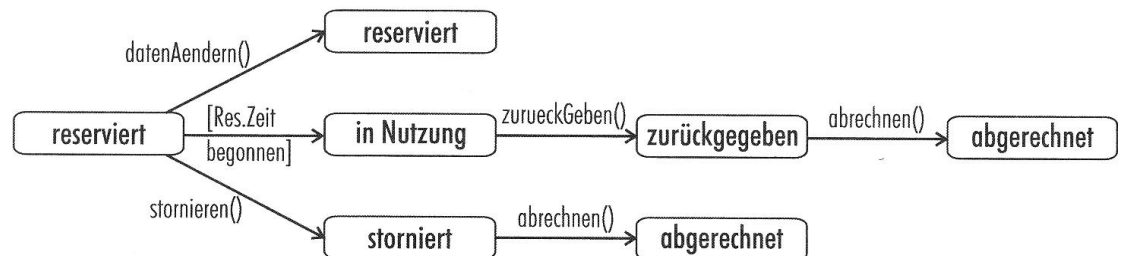 reserviert
datenAendern()
reserviert
[Res.Zeit
begonnen]
in Nutzung
zurueckGeben()
zurückgegeben
abrechnen()
abgerechnet
stornieren()
storniert
abrechnen()
abgerechnet